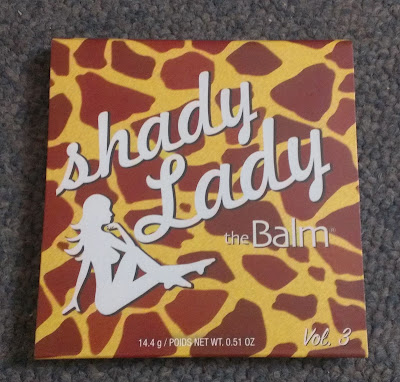 shady
Lady
theBalm®
14.4 g / POIDS NET WT. 0.51 OZ
Vol. 3